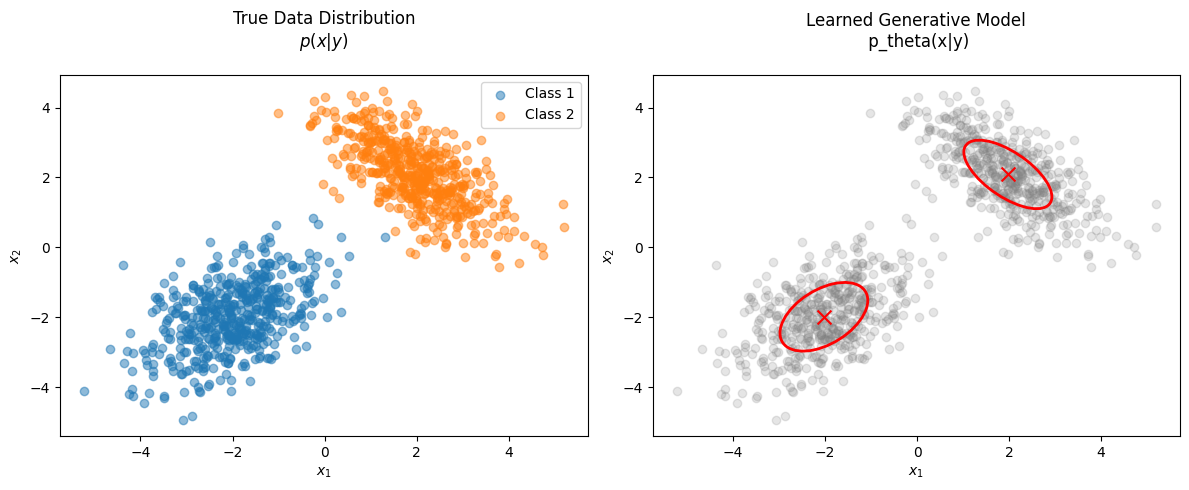 True Data Distribution
p(x|y)
Class 1
Class 2
4
2
0
−2
−4
x₂
−4
−2
0
2
4
x₁
Learned Generative Model
p_theta(x|y)
4
2
0
−2
−4
x₂
−4
−2
0
2
4
x₁